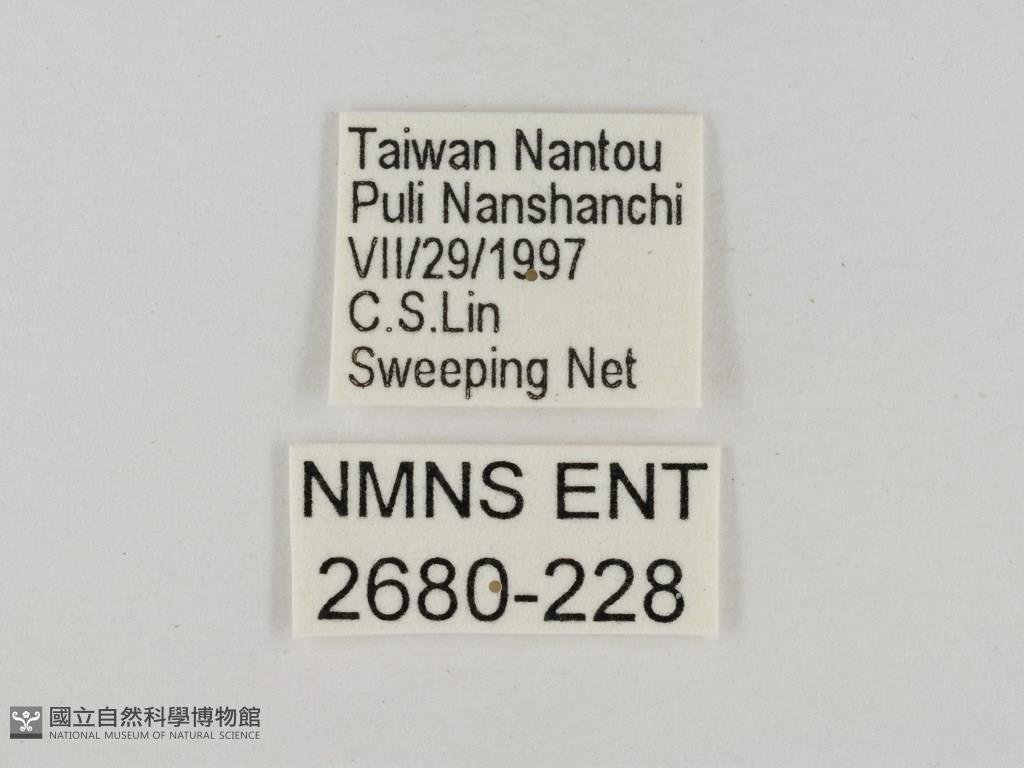 Taiwan Nantou
Puli Nanshanchi
VII/29/1997
C.S.Lin
Sweeping Net
NMNS ENT
2680-228
國立自然科學博物館
NATIONAL MUSEUM OF NATURAL SCIENCE